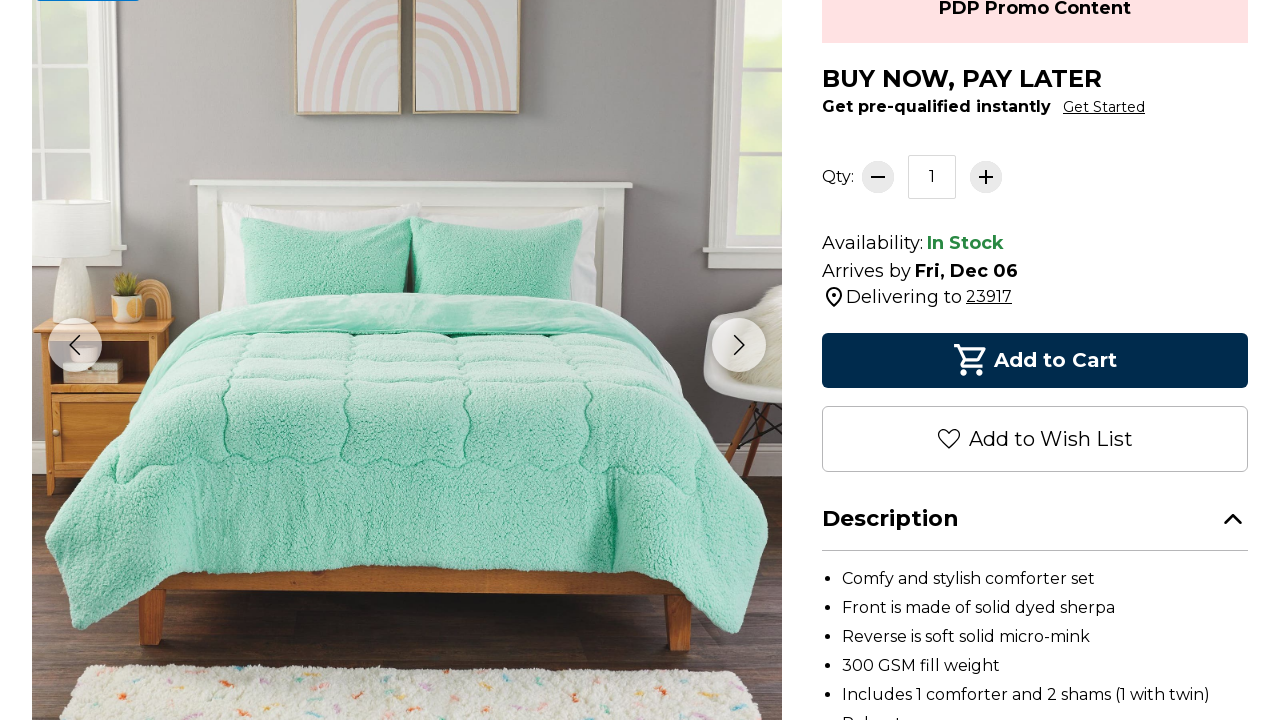 PDP Promo Content
BUY NOW, PAY LATER
Get pre-qualified instantly Get Started
Qty: 1
Availability: In Stock
Arrives by Fri, Dec 06
Delivering to 23917
Add to Cart
Add to Wish List
Description
Comfy and stylish comforter set
Front is made of solid dyed sherpa
Reverse is soft solid micro-mink
300 GSM fill weight
Includes 1 comforter and 2 shams (1 with twin)